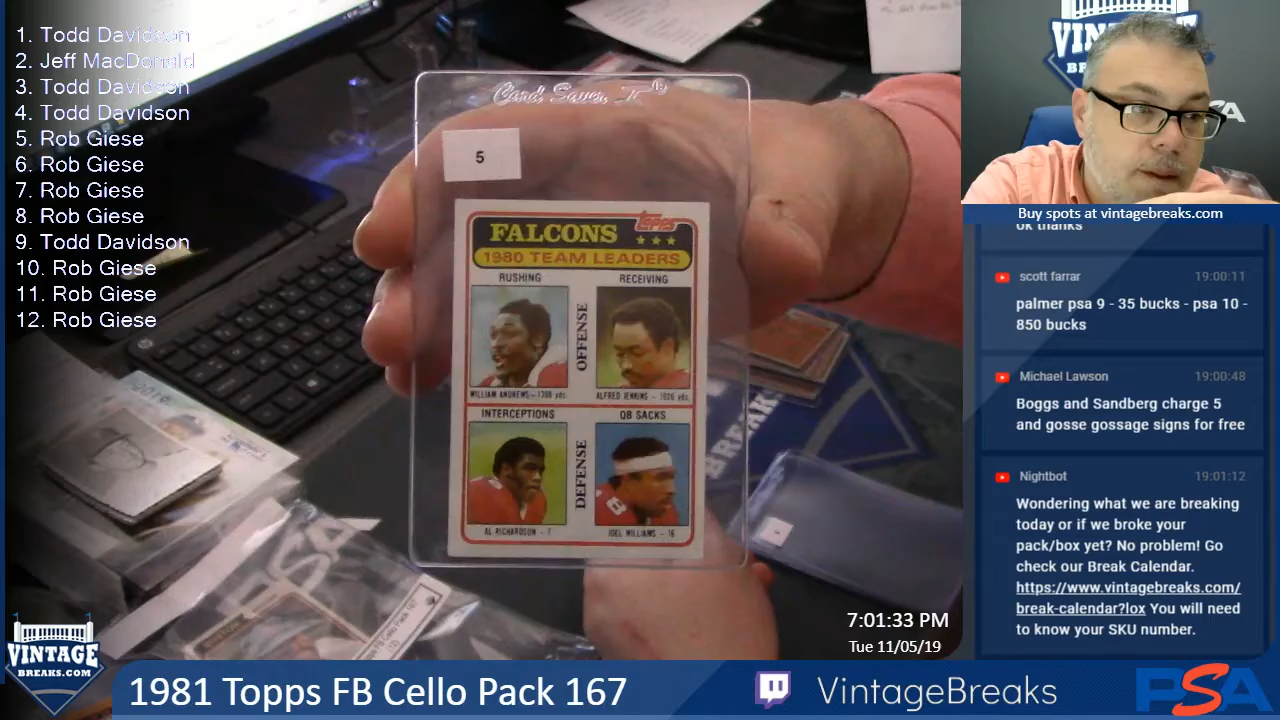 1. Todd Davidson
2. Jeff MacDonald
3. Todd Davidson
4. Todd Davidson
5. Rob Giese
6. Rob Giese
7. Rob Giese
8. Rob Giese
9. Todd Davidson
10. Rob Giese
11. Rob Giese
12. Rob Giese
Card Saver II®
5
FALCONS
Topps
1980 TEAM LEADERS
RUSHING
RECEIVING
OFFENSE
WILLIAM ANDREWS - 1308 yds.
ALFRED JENKINS - 1026 yds.
INTERCEPTIONS
QB SACKS
DEFENSE
AL RICHARDSON - 7
JOEL WILLIAMS - 16
PSA
Cello Pack 167
BREAK
Buy spots at vintagebreaks.com
ok thanks
scott farrar 19:00:11
palmer psa 9 - 35 bucks - psa 10 -
850 bucks
Michael Lawson 19:00:48
Boggs and Sandberg charge 5
and gosse gossage signs for free
Nightbot 19:01:12
Wondering what we are breaking
today or if we broke your
pack/box yet? No problem! Go
check our Break Calendar.
https://www.vintagebreaks.com/
break-calendar?lox You will need
to know your SKU number.
7:01:33 PM
Tue 11/05/19
VINTAGE
BREAKS.COM
1981 Topps FB Cello Pack 167
VintageBreaks
PSA